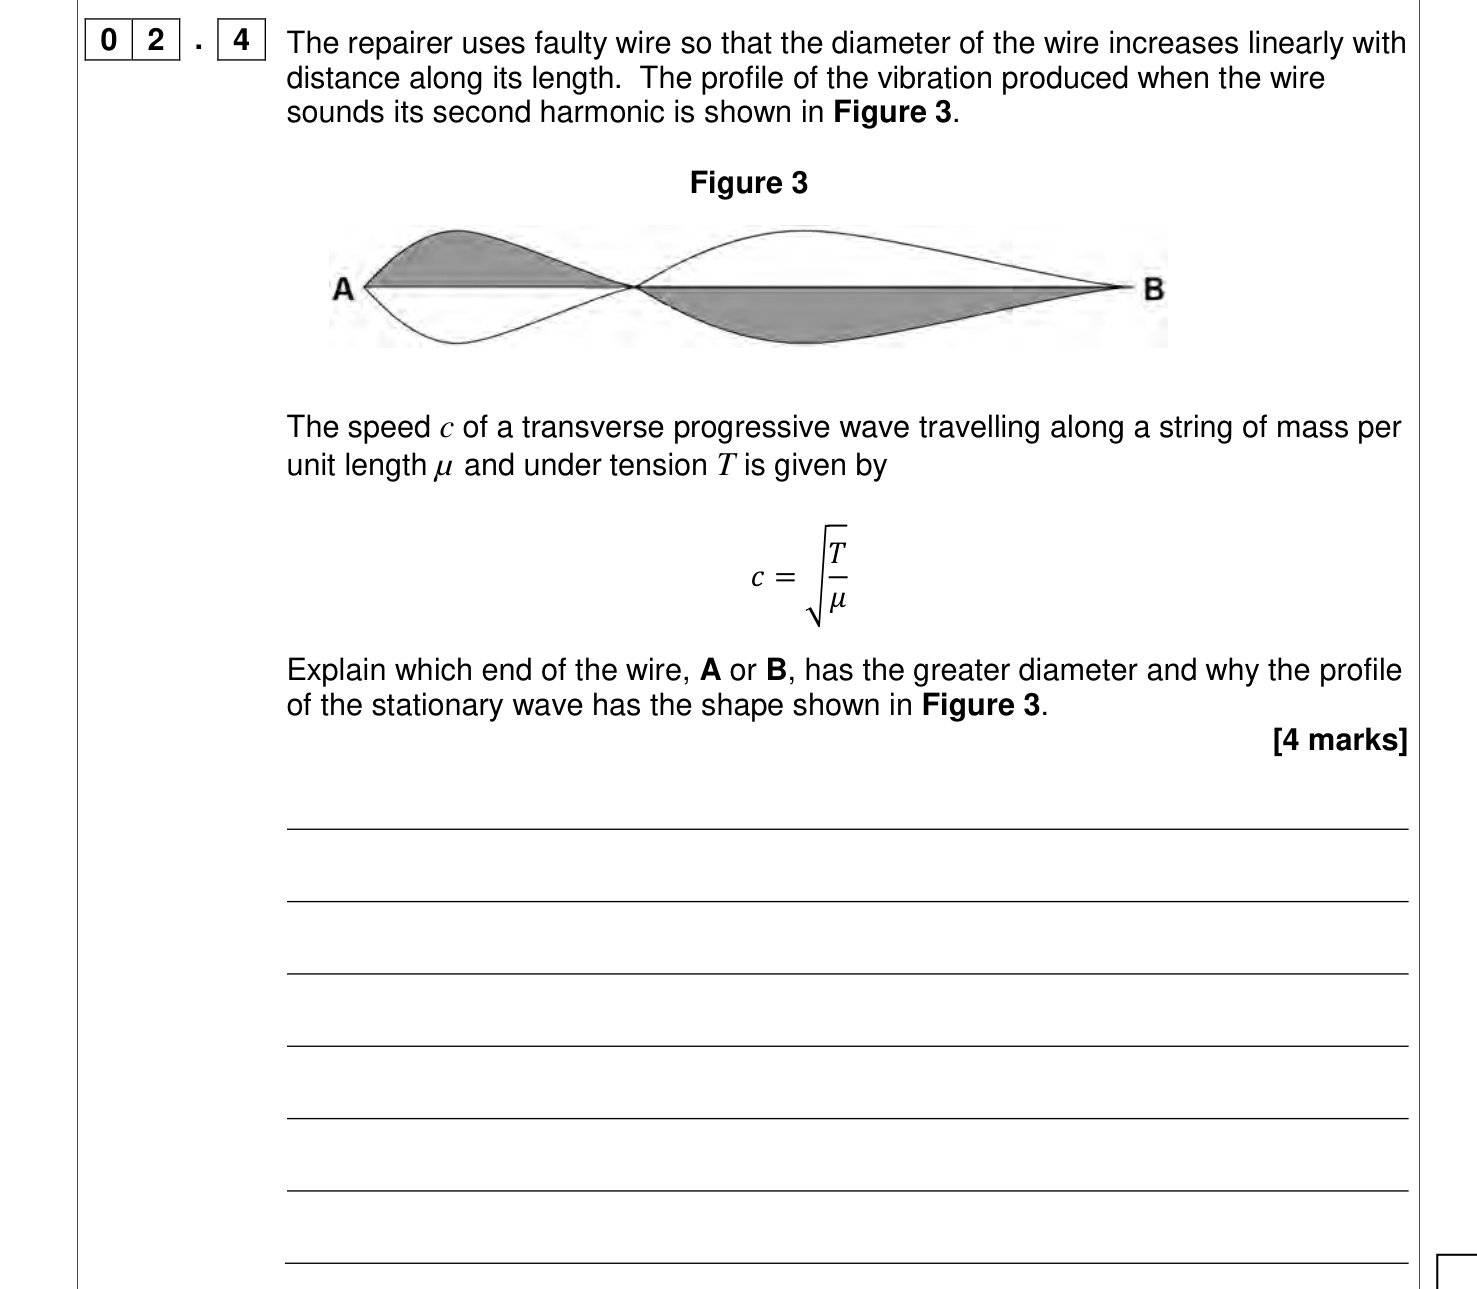 0 2 . 4 The repairer uses faulty wire so that the diameter of the wire increases linearly with
distance along its length. The profile of the vibration produced when the wire
sounds its second harmonic is shown in Figure 3.
Figure 3
A B
The speed c of a transverse progressive wave travelling along a string of mass per
unit length μ and under tension T is given by
c = √(T/μ)
Explain which end of the wire, A or B, has the greater diameter and why the profile
of the stationary wave has the shape shown in Figure 3.
[4 marks]